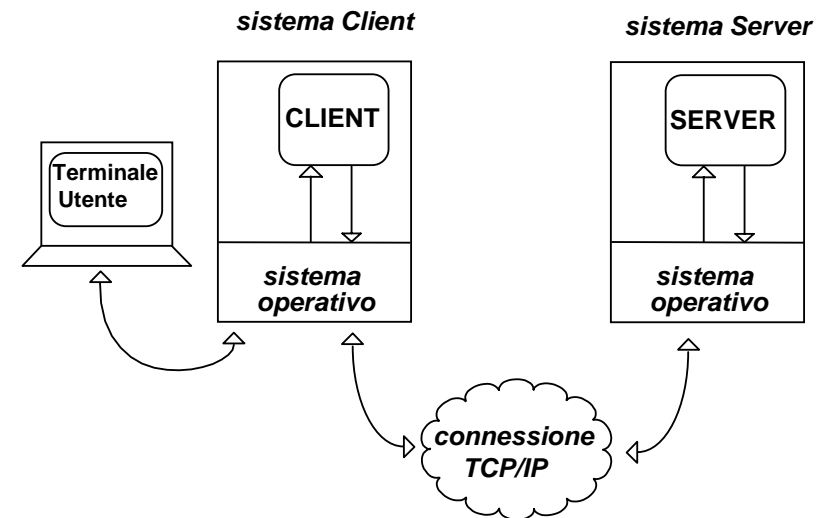 sistema Client
sistema Server
CLIENT
SERVER
Terminale
Utente
sistema
operativo
sistema
operativo
connessione
TCP/IP